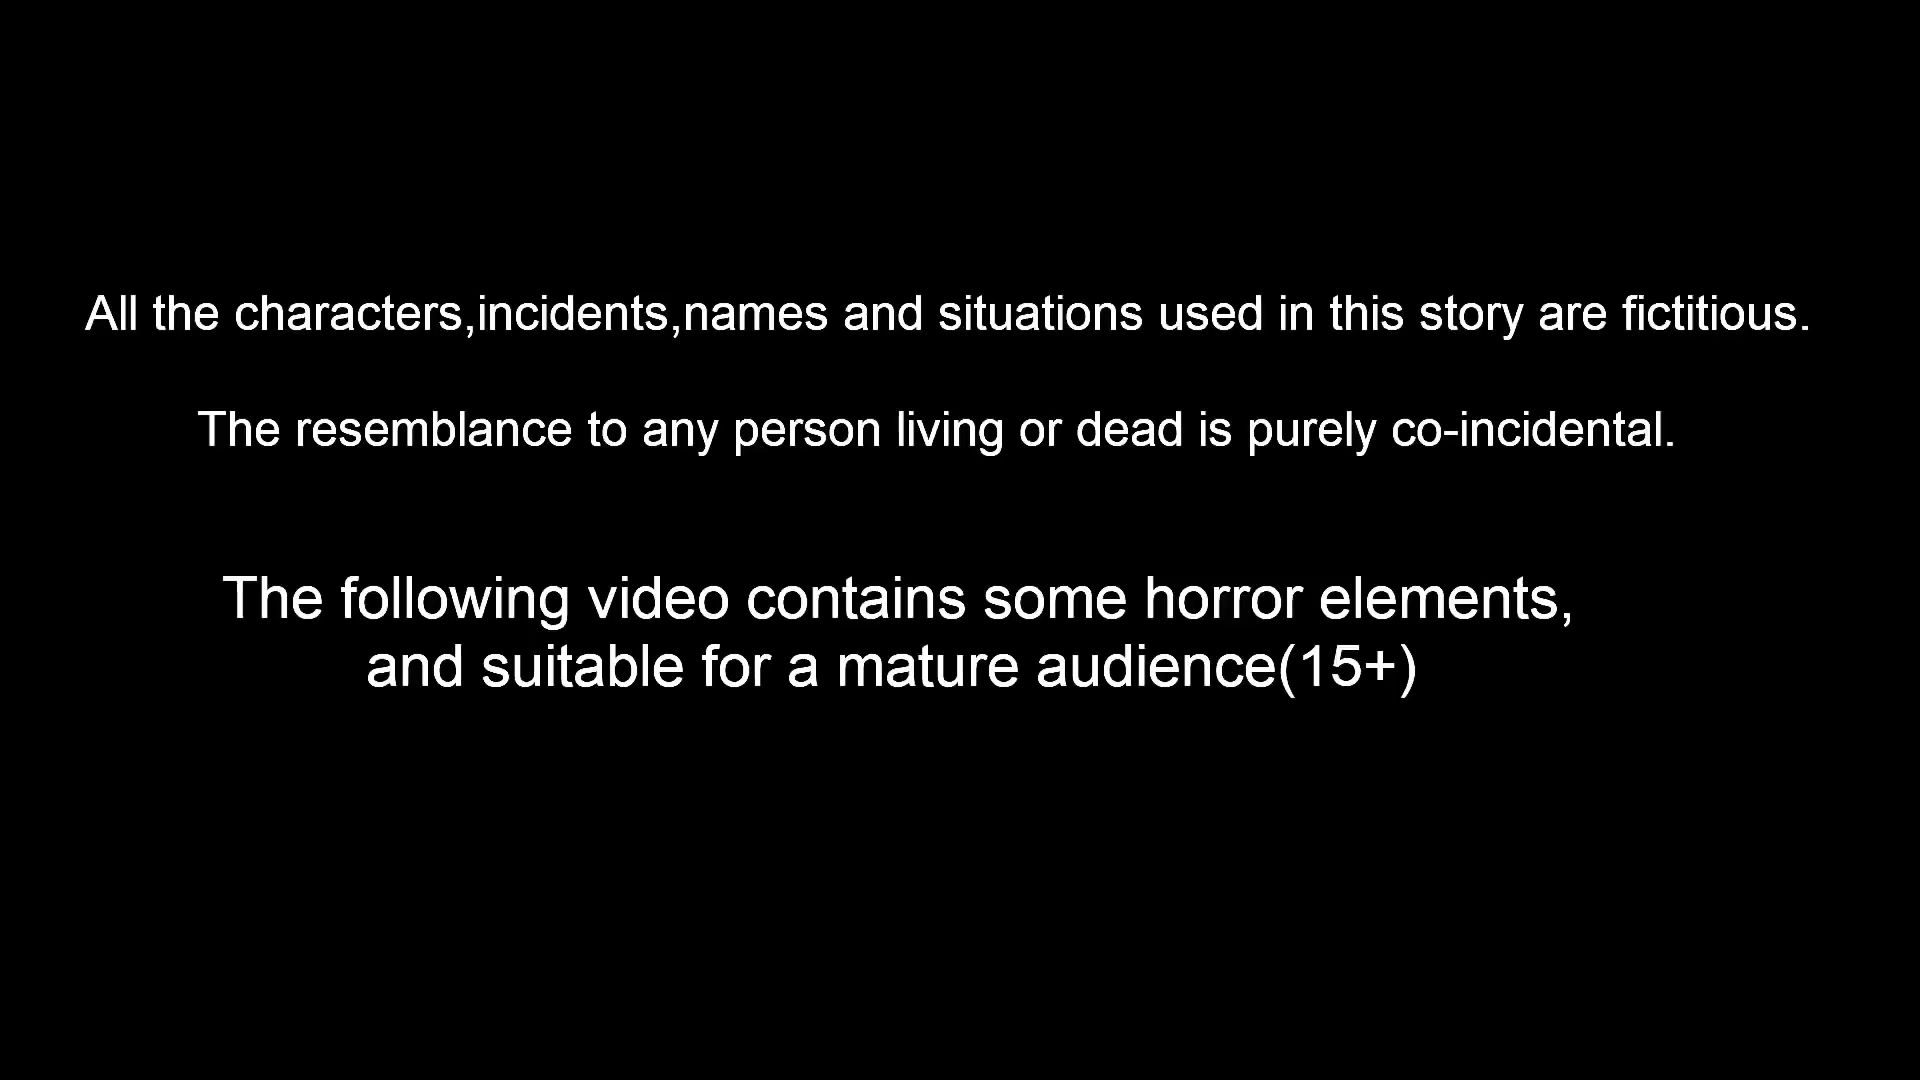 All the characters,incidents,names and situations used in this story are fictitious.
The resemblance to any person living or dead is purely co-incidental.
The following video contains some horror elements,
and suitable for a mature audience(15+)